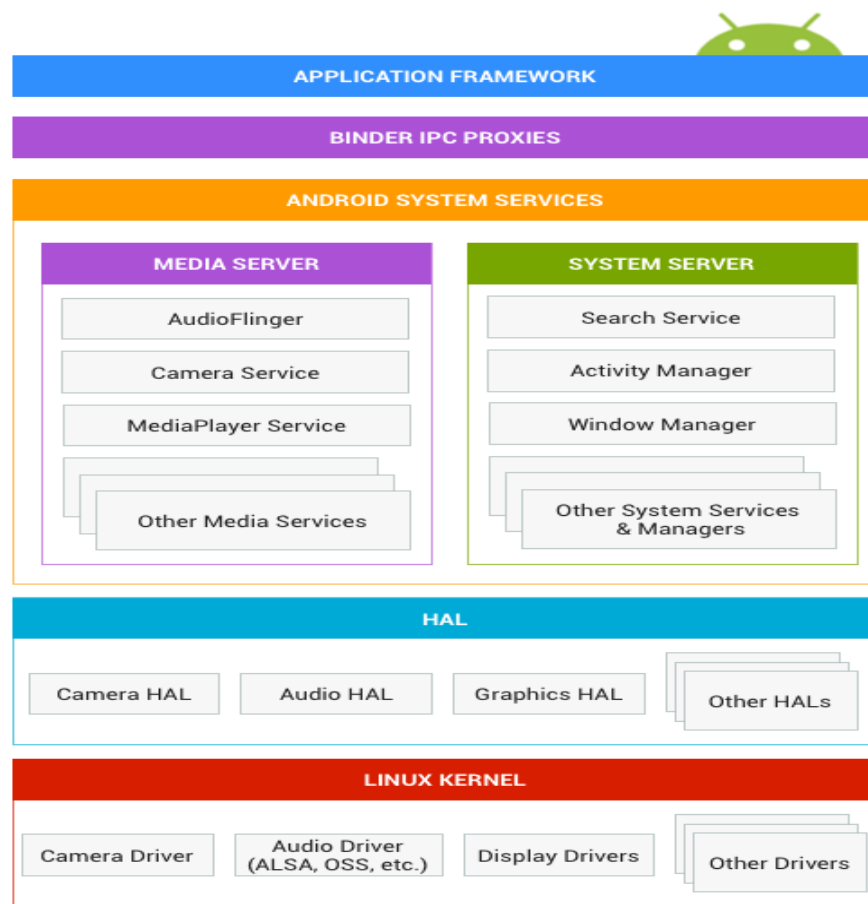 APPLICATION FRAMEWORK
BINDER IPC PROXIES
ANDROID SYSTEM SERVICES
MEDIA SERVER
AudioFlinger
Camera Service
MediaPlayer Service
Other Media Services
SYSTEM SERVER
Search Service
Activity Manager
Window Manager
Other System Services
& Managers
HAL
Camera HAL
Audio HAL
Graphics HAL
Other HALs
LINUX KERNEL
Camera Driver
Audio Driver
(ALSA, OSS, etc.)
Display Drivers
Other Drivers